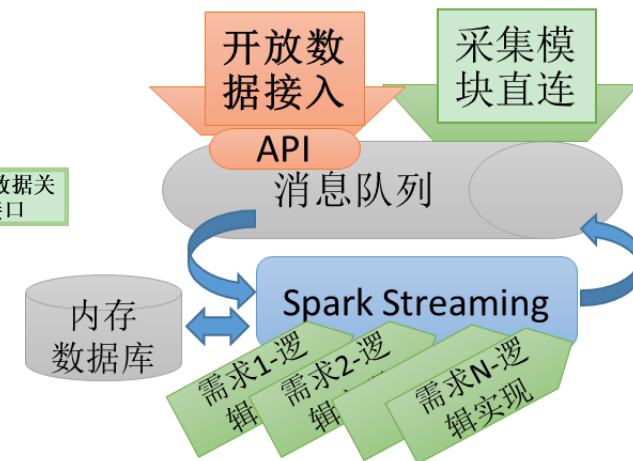 开放数
据接入
采集模
块直连
API
消息队列
数据关
接口
Spark Streaming
内存
数据库
需求1-逻
辑
需求2-逻
辑
需求N-逻
辑实现